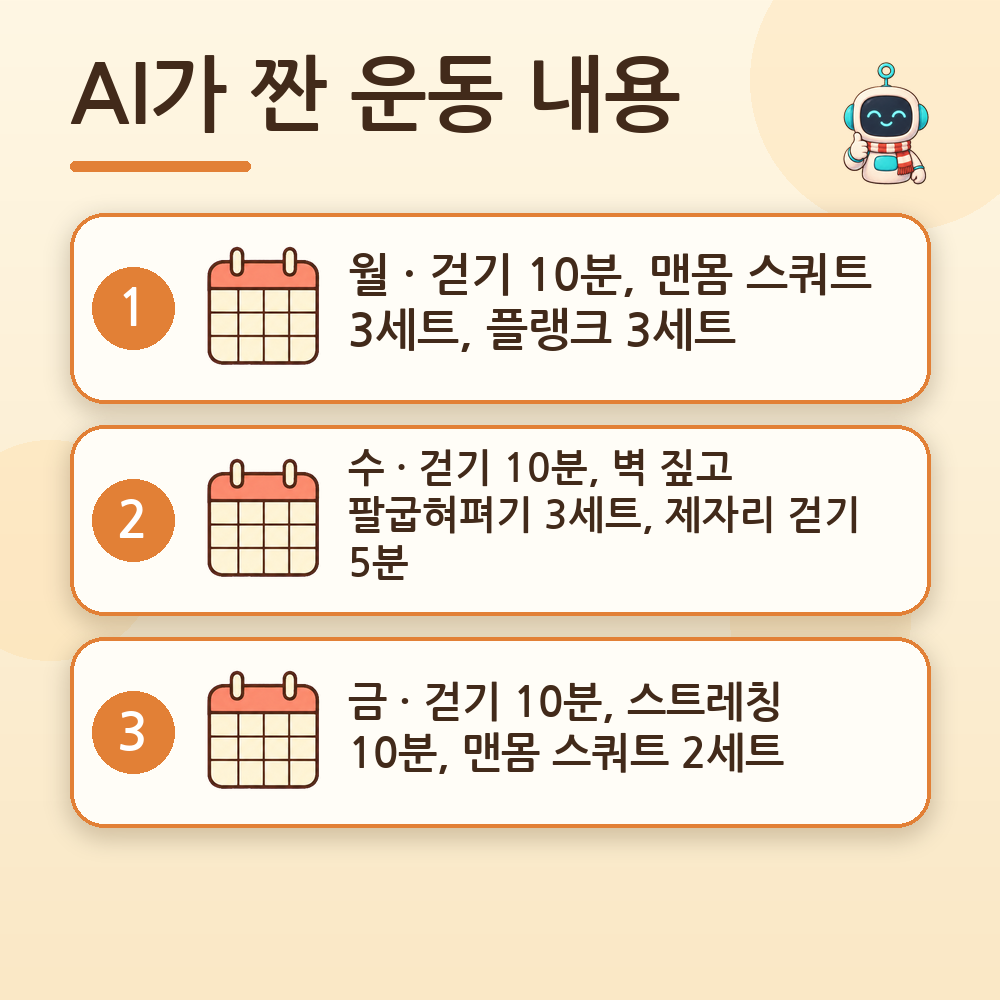 AI가 짠 운동 내용
1
월 · 걷기 10분, 맨몸 스쿼트
3세트, 플랭크 3세트
2
수 · 걷기 10분, 벽 짚고
팔굽혀펴기 3세트, 제자리 걷기
5분
3
금 · 걷기 10분, 스트레칭
10분, 맨몸 스쿼트 2세트